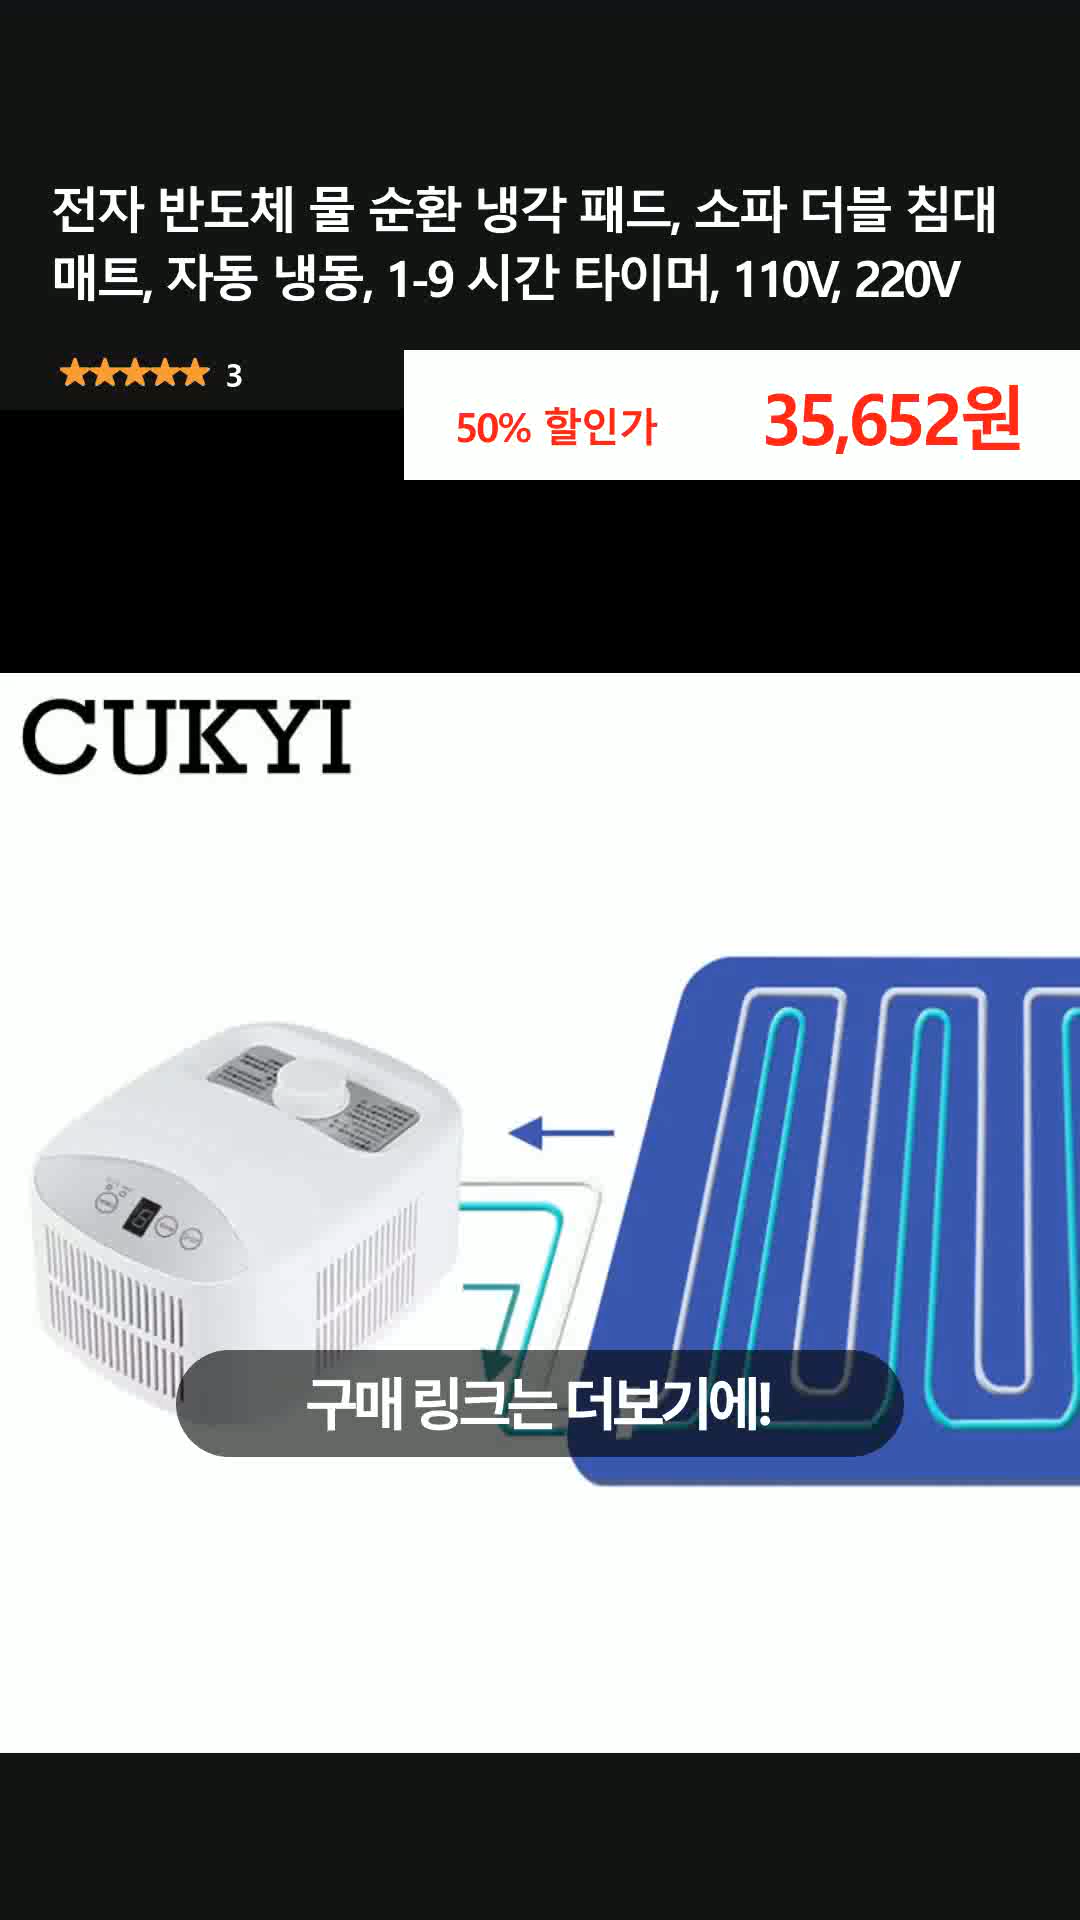 전자 반도체 물 순환 냉각 패드, 소파 더블 침대
매트, 자동 냉동, 1-9 시간 타이머, 110V, 220V
★★★★★ 3
50% 할인가 35,652원
CUKYI
6
구매 링크는 더보기에!